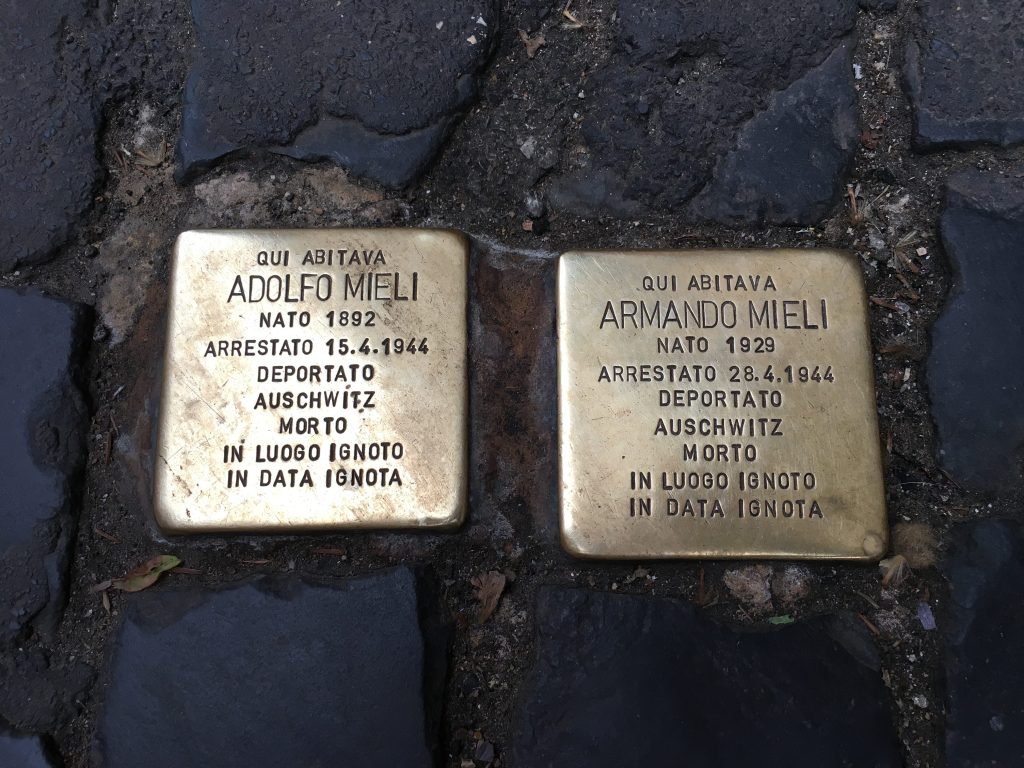 QUI ABITAVA
ADOLFO MIELI
NATO 1892
ARRESTATO 15.4.1944
DEPORTATO
AUSCHWITZ
MORTO
IN LUOGO IGNOTO
IN DATA IGNOTA
QUI ABITAVA
ARMANDO MIELI
NATO 1929
ARRESTATO 28.4.1944
DEPORTATO
AUSCHWITZ
MORTO
IN LUOGO IGNOTO
IN DATA IGNOTA